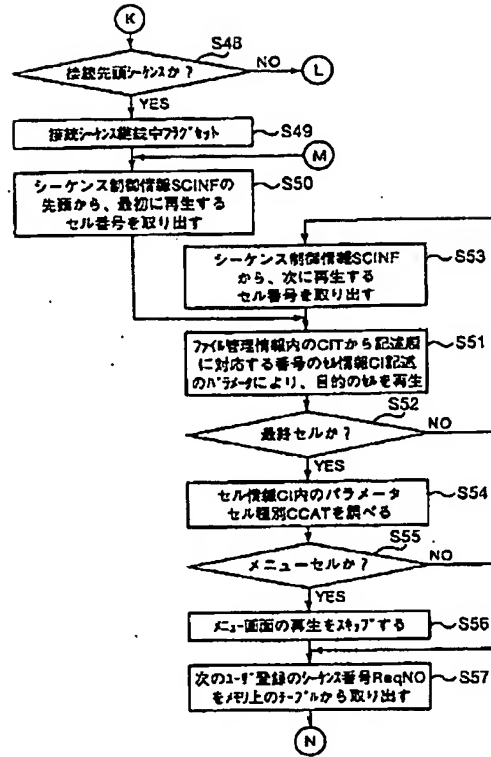 K
S48
接続先頭シーケンスか?
NO
L
YES
接続シーケンス継続中フラグセット
S49
M
S50
シーケンス制御情報SCINFの
先頭から、最初に再生する
セル番号を取り出す
S53
シーケンス制御情報SCINF
から、次に再生する
セル番号を取り出す
S51
ファイル管理情報内のCITから記述順
に対応する番号のセル情報CI記述
のパラメータにより、目的のセルを再生
S52
最終セルか?
NO
YES
S54
セル情報CI内のパラメータ
セル種別CCATを調べる
S55
メニューセルか?
NO
YES
メニュー画面の再生をスキップする
S56
次のユーザ登録のシーケンス番号ReqNO
をメモリ上のテーブルから取り出す
S57
N